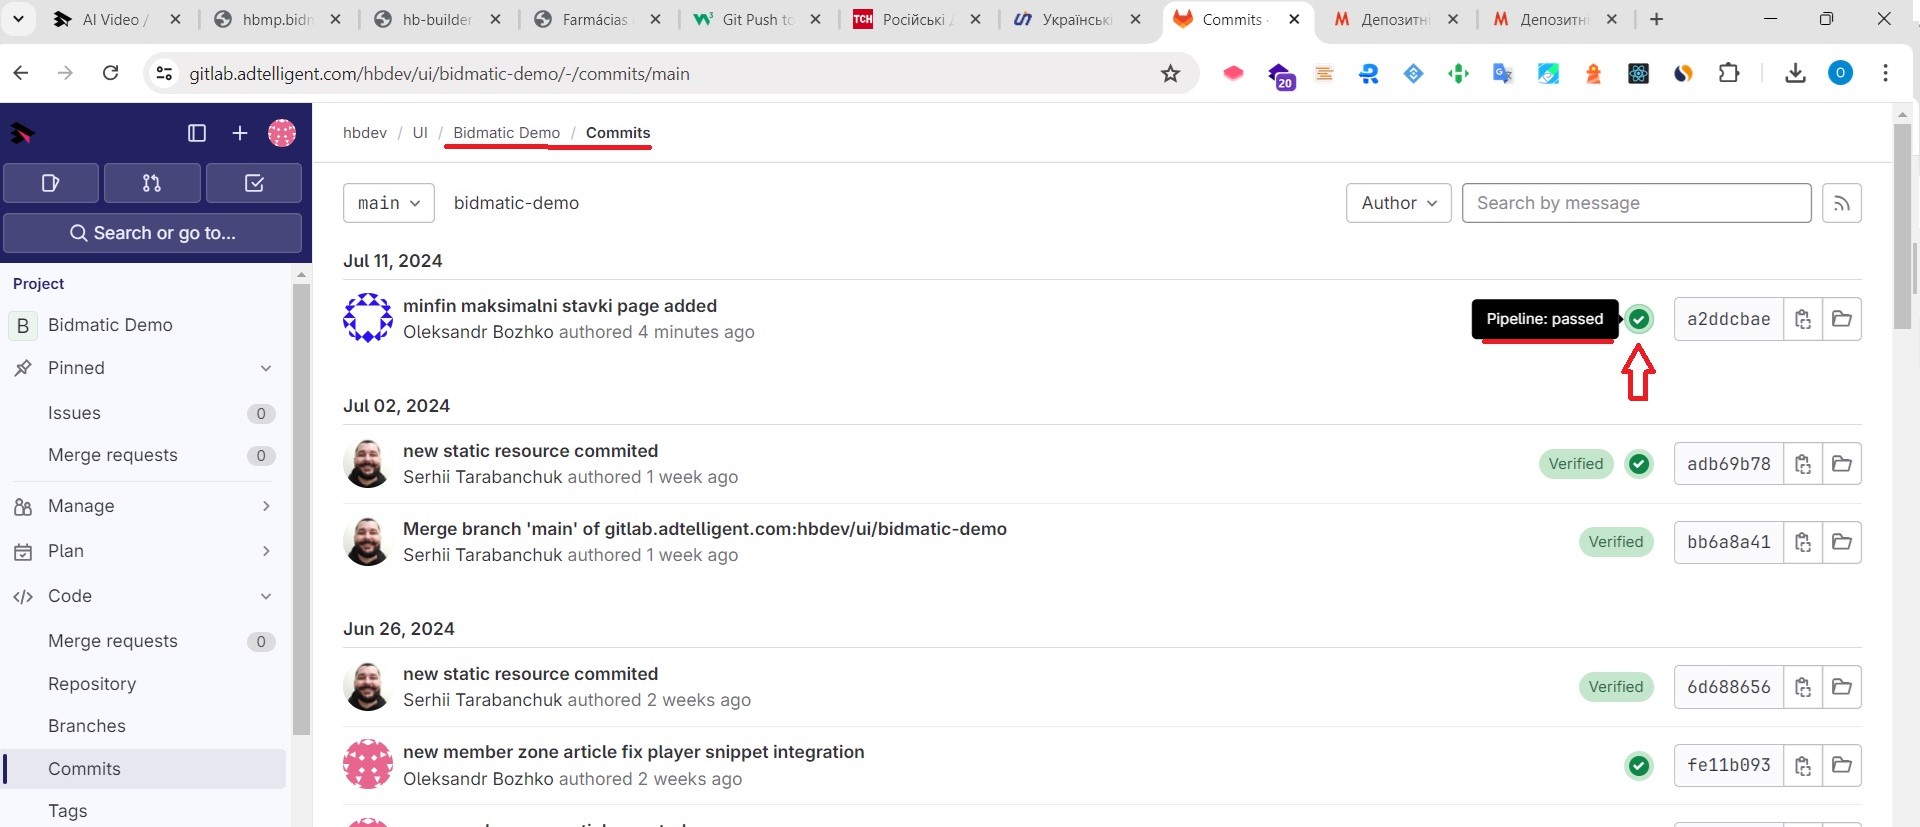 AI Video /
hbmp.bidm
hb-builder
Farmácias
Git Push to
ТСН Російські
Українські
Commits
Депозитні
Депозитні
gitlab.adtelligent.com/hbdev/ui/bidmatic-demo/-/commits/main
20
O
hbdev / UI / Bidmatic Demo / Commits
main bidmatic-demo
Author
Search by message
Search or go to...
Project
B Bidmatic Demo
Pinned
Issues 0
Merge requests 0
Manage
Plan
Code
Merge requests 0
Repository
Branches
Commits
Tags
Jul 11, 2024
minfin maksimalni stavki page added
Oleksandr Bozhko authored 4 minutes ago
Pipeline: passed
a2ddcbae
Jul 02, 2024
new static resource commited
Serhii Tarabanchuk authored 1 week ago
Verified
adb69b78
Merge branch 'main' of gitlab.adtelligent.com:hbdev/ui/bidmatic-demo
Serhii Tarabanchuk authored 1 week ago
Verified
bb6a8a41
Jun 26, 2024
new static resource commited
Serhii Tarabanchuk authored 2 weeks ago
Verified
6d688656
new member zone article fix player snippet integration
Oleksandr Bozhko authored 2 weeks ago
fe11b093